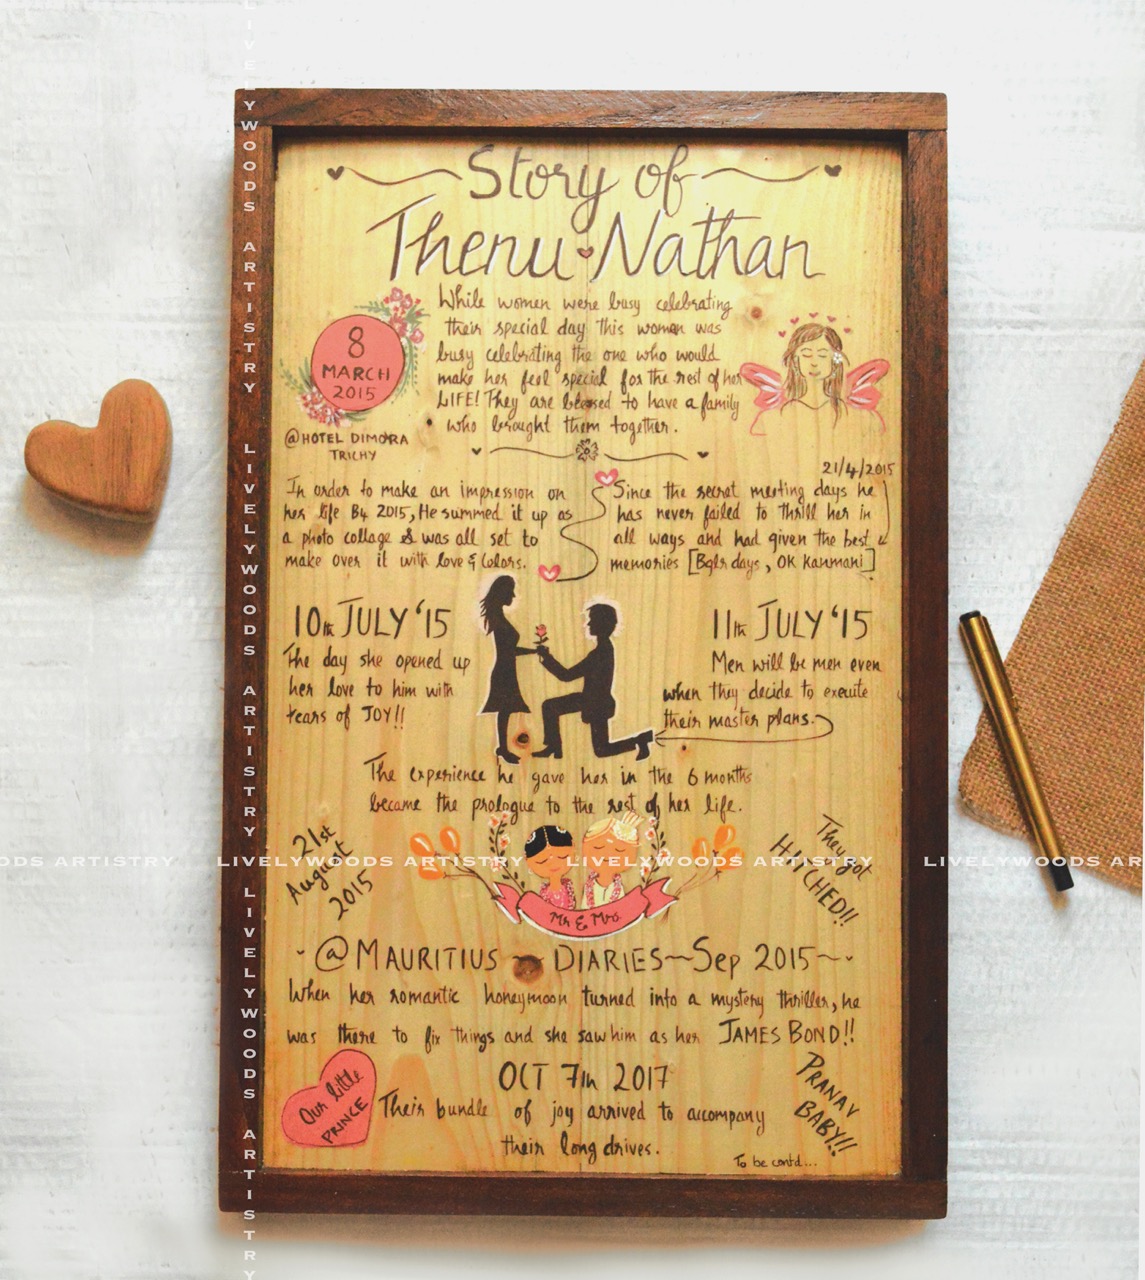 Story of
Thenu Nathan
8
MARCH
2015
@HOTEL DIMORA
TRICHY
While women were busy celebrating
their special day this woman was
busy celebrating the one who would
make her feel special for the rest of her
LIFE! They are blessed to have a family
who brought them together.
In order to make an impression on
her life B4 2015, He summed it up as
a photo collage & was all set to
make over it with love & colors.
21/4/2015
Since the secret meeting days he
has never failed to thrill her in
all ways and had given the best
memories [Bglr days, OK Kanmani]
10th JULY '15
The day she opened up
her love to him with
tears of JOY!!
11th JULY '15
Men will be men even
when they decide to execute
their master plans.
The experience he gave her in the 6 months
became the prologue to the rest of her life.
21st
August
2015
Mr & Mrs.
They got
HITCHED!!
@MAURITIUS ~ DIARIES~Sep 2015~
When her romantic honeymoon turned into a mystery thriller, he
was there to fix things and she saw him as her JAMES BOND!!
OCT 7th 2017
Our little
PRINCE
Their bundle of joy arrived to accompany
their long drives.
PRANAV
BABY!!!
To be contd...
LIVELYWOODS ARTISTRY LIVELYWOODS ARTISTRY LIVELYWOODS ARTISTRY
ODS ARTISTRY LIVELYWOODS ARTISTRY LIVELYWOODS ARTISTRY LIVELYWOODS AR